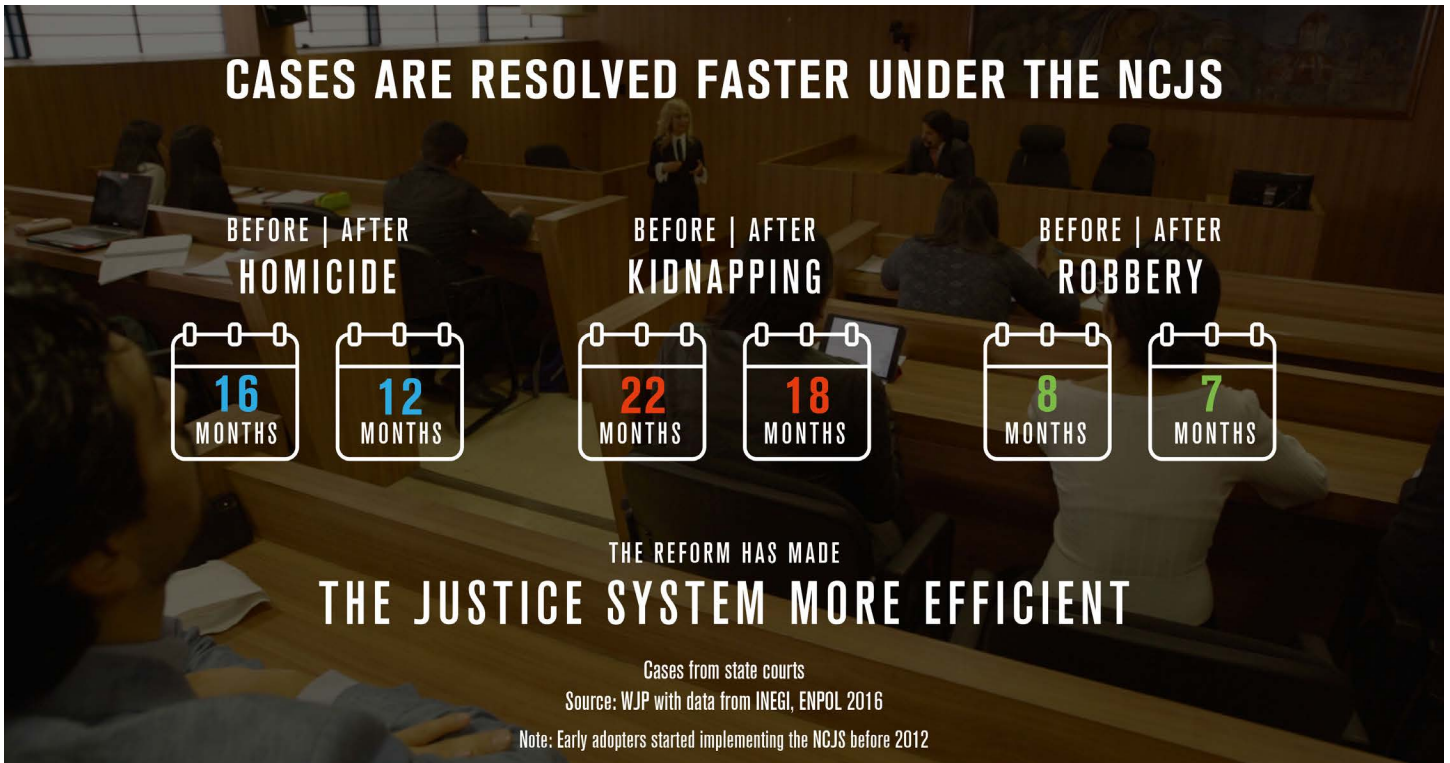 CASES ARE RESOLVED FASTER UNDER THE NCJS
BEFORE | AFTER
HOMICIDE
16
MONTHS
12
MONTHS
BEFORE | AFTER
KIDNAPPING
22
MONTHS
18
MONTHS
BEFORE | AFTER
ROBBERY
8
MONTHS
7
MONTHS
THE REFORM HAS MADE
THE JUSTICE SYSTEM MORE EFFICIENT
Cases from state courts
Source: WJP with data from INEGI, ENPOL 2016
Note: Early adopters started implementing the NCJS before 2012